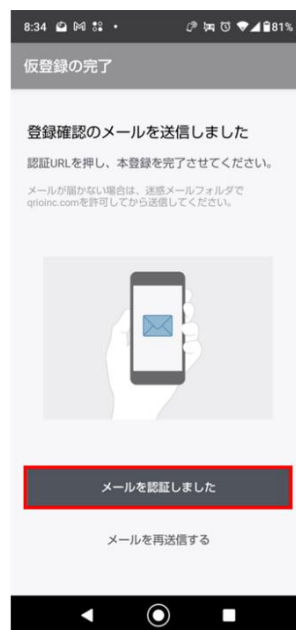 8:34
81%
仮登録の完了
登録確認のメールを送信しました
認証URLを押し、本登録を完了させてください。
メールが届かない場合は、迷惑メールフォルダで
qrioinc.comを許可してから送信してください。
メールを認証しました
メールを再送信する